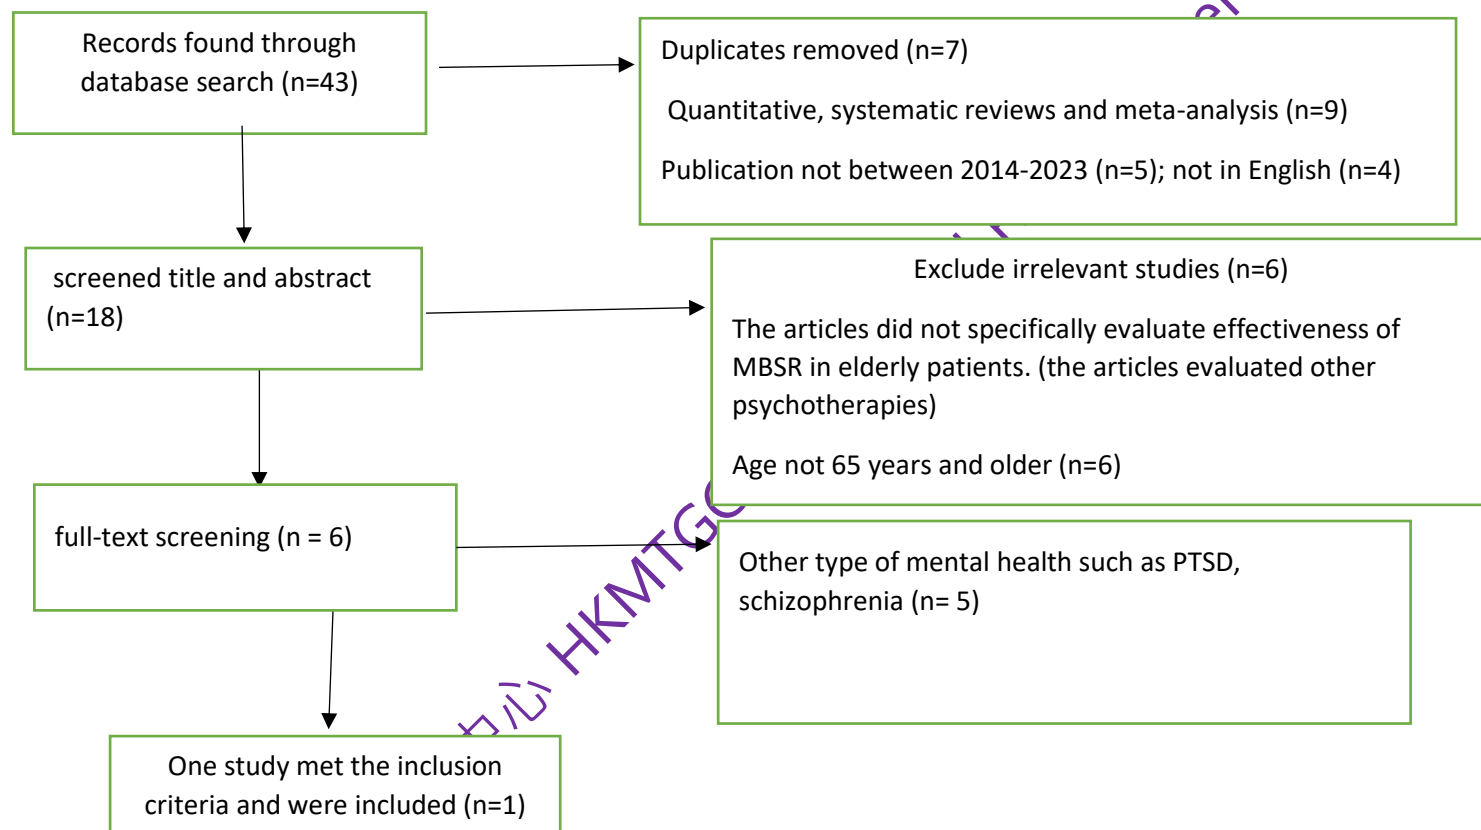 Records found through
database search (n=43)
Duplicates removed (n=7)
Quantitative, systematic reviews and meta-analysis (n=9)
Publication not between 2014-2023 (n=5); not in English (n=4)
screened title and abstract
(n=18)
Exclude irrelevant studies (n=6)
The articles did not specifically evaluate effectiveness of
MBSR in elderly patients. (the articles evaluated other
psychotherapies)
Age not 65 years and older (n=6)
full-text screening (n = 6)
Other type of mental health such as PTSD,
schizophrenia (n= 5)
One study met the inclusion
criteria and were included (n=1)
心 HKMTG